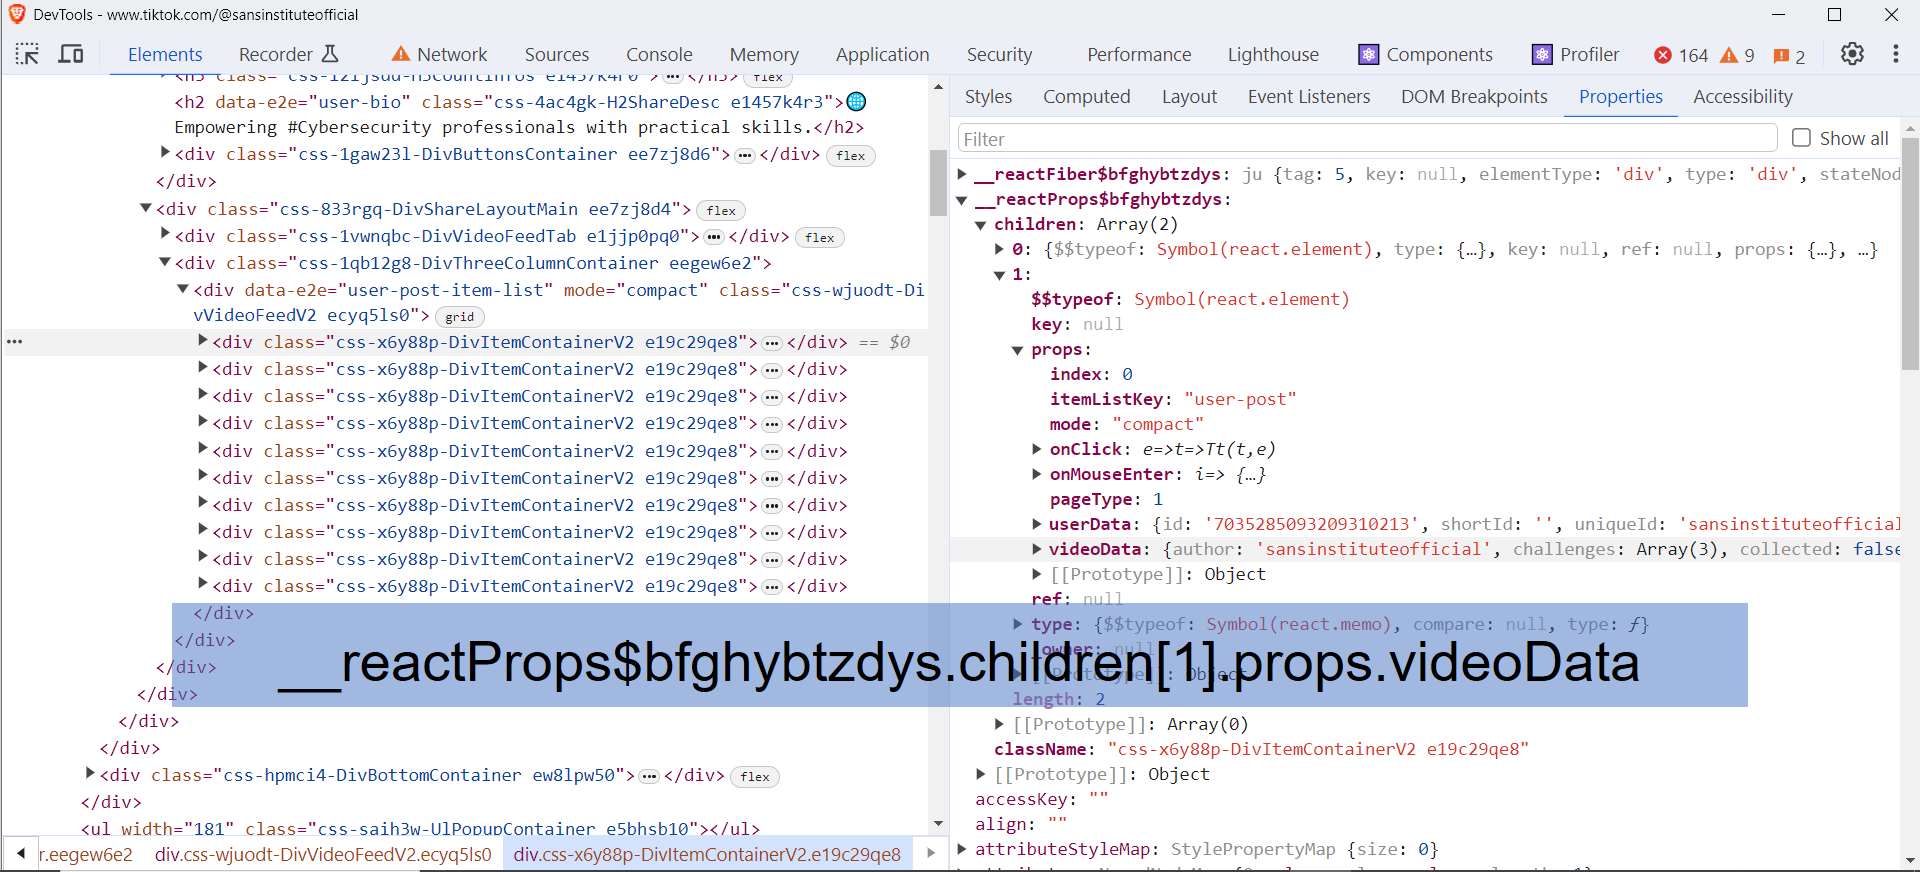 DevTools - www.tiktok.com/@sansinstituteofficial
Elements Recorder Network Sources Console Memory Application Security Performance Lighthouse Components Profiler 164 9 2
<h3 class="css-1z1jsdd-H3CountInfos e1457k4r0">…</h3> flex
<h2 data-e2e="user-bio" class="css-4ac4gk-H2ShareDesc e1457k4r3">🌐
Empowering #Cybersecurity professionals with practical skills.</h2>
<div class="css-1gaw23l-DivButtonsContainer ee7zj8d6">…</div> flex
</div>
<div class="css-833rgq-DivShareLayoutMain ee7zj8d4"> flex
<div class="css-1vwnqbc-DivVideoFeedTab e1jjp0pq0">…</div> flex
<div class="css-1qb12g8-DivThreeColumnContainer eegew6e2">
<div data-e2e="user-post-item-list" mode="compact" class="css-wjuodt-Di
vVideoFeedV2 ecyq5ls0"> grid
… <div class="css-x6y88p-DivItemContainerV2 e19c29qe8">…</div> == $0
<div class="css-x6y88p-DivItemContainerV2 e19c29qe8">…</div>
<div class="css-x6y88p-DivItemContainerV2 e19c29qe8">…</div>
<div class="css-x6y88p-DivItemContainerV2 e19c29qe8">…</div>
<div class="css-x6y88p-DivItemContainerV2 e19c29qe8">…</div>
<div class="css-x6y88p-DivItemContainerV2 e19c29qe8">…</div>
<div class="css-x6y88p-DivItemContainerV2 e19c29qe8">…</div>
<div class="css-x6y88p-DivItemContainerV2 e19c29qe8">…</div>
<div class="css-x6y88p-DivItemContainerV2 e19c29qe8">…</div>
<div class="css-x6y88p-DivItemContainerV2 e19c29qe8">…</div>
</div>
</div>
</div>
</div>
</div>
</div>
<div class="css-hpmci4-DivBottomContainer ew8lpw50">…</div> flex
</div>
<ul width="181" class="css-saih3w-UlPopupContainer e5bhsb10"></ul>
r.eegew6e2 div.css-wjuodt-DivVideoFeedV2.ecyq5ls0 div.css-x6y88p-DivItemContainerV2.e19c29qe8
Styles Computed Layout Event Listeners DOM Breakpoints Properties Accessibility
Filter Show all
__reactFiber$bfghybtzdys: ju {tag: 5, key: null, elementType: 'div', type: 'div', stateNod
__reactProps$bfghybtzdys:
children: Array(2)
0: {$$typeof: Symbol(react.element), type: {…}, key: null, ref: null, props: {…}, …}
1:
$$typeof: Symbol(react.element)
key: null
props:
index: 0
itemListKey: "user-post"
mode: "compact"
onClick: e=>t=>Tt(t,e)
onMouseEnter: i=> {…}
pageType: 1
userData: {id: '7035285093209310213', shortId: '', uniqueId: 'sansinstituteofficial
videoData: {author: 'sansinstituteofficial', challenges: Array(3), collected: false
[[Prototype]]: Object
ref: null
type: {$$typeof: Symbol(react.memo), compare: null, type: ƒ}
_owner: null
[[Prototype]]: Object
length: 2
[[Prototype]]: Array(0)
className: "css-x6y88p-DivItemContainerV2 e19c29qe8"
[[Prototype]]: Object
accessKey: ""
align: ""
attributeStyleMap: StylePropertyMap {size: 0}
__reactProps$bfghybtzdys.children[1].props.videoData